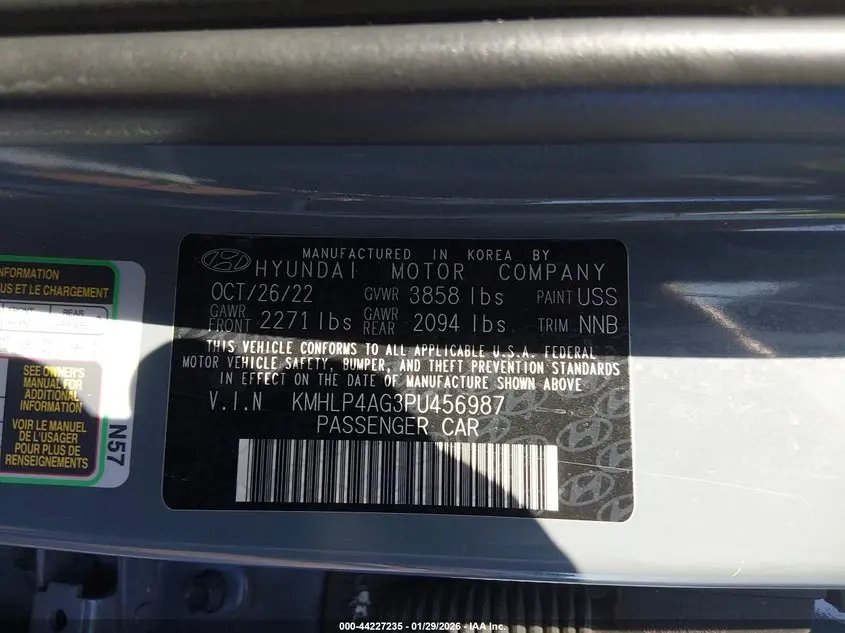 MANUFACTURED IN KOREA BY
HYUNDAI MOTOR COMPANY
OCT/26/22 GVWR 3858 lbs PAINT USS
GAWR FRONT 2271 lbs GAWR REAR 2094 lbs TRIM NNB
THIS VEHICLE CONFORMS TO ALL APPLICABLE U.S.A. FEDERAL
MOTOR VEHICLE SAFETY, BUMPER, AND THEFT PREVENTION STANDARDS
IN EFFECT ON THE DATE OF MANUFACTURE SHOWN ABOVE
V.I.N KMHLP4AG3PU456987
PASSENGER CAR
INFORMATION
US ET LE CHARGEMENT
REAR
SEE OWNER'S
MANUAL FOR
ADDITIONAL
INFORMATION
VOIR LE MANUEL
DE L'USAGER
POUR PLUS DE
RENSEIGNEMENTS
N57
000-44227235 - 01/29/2026 - IAA Inc.